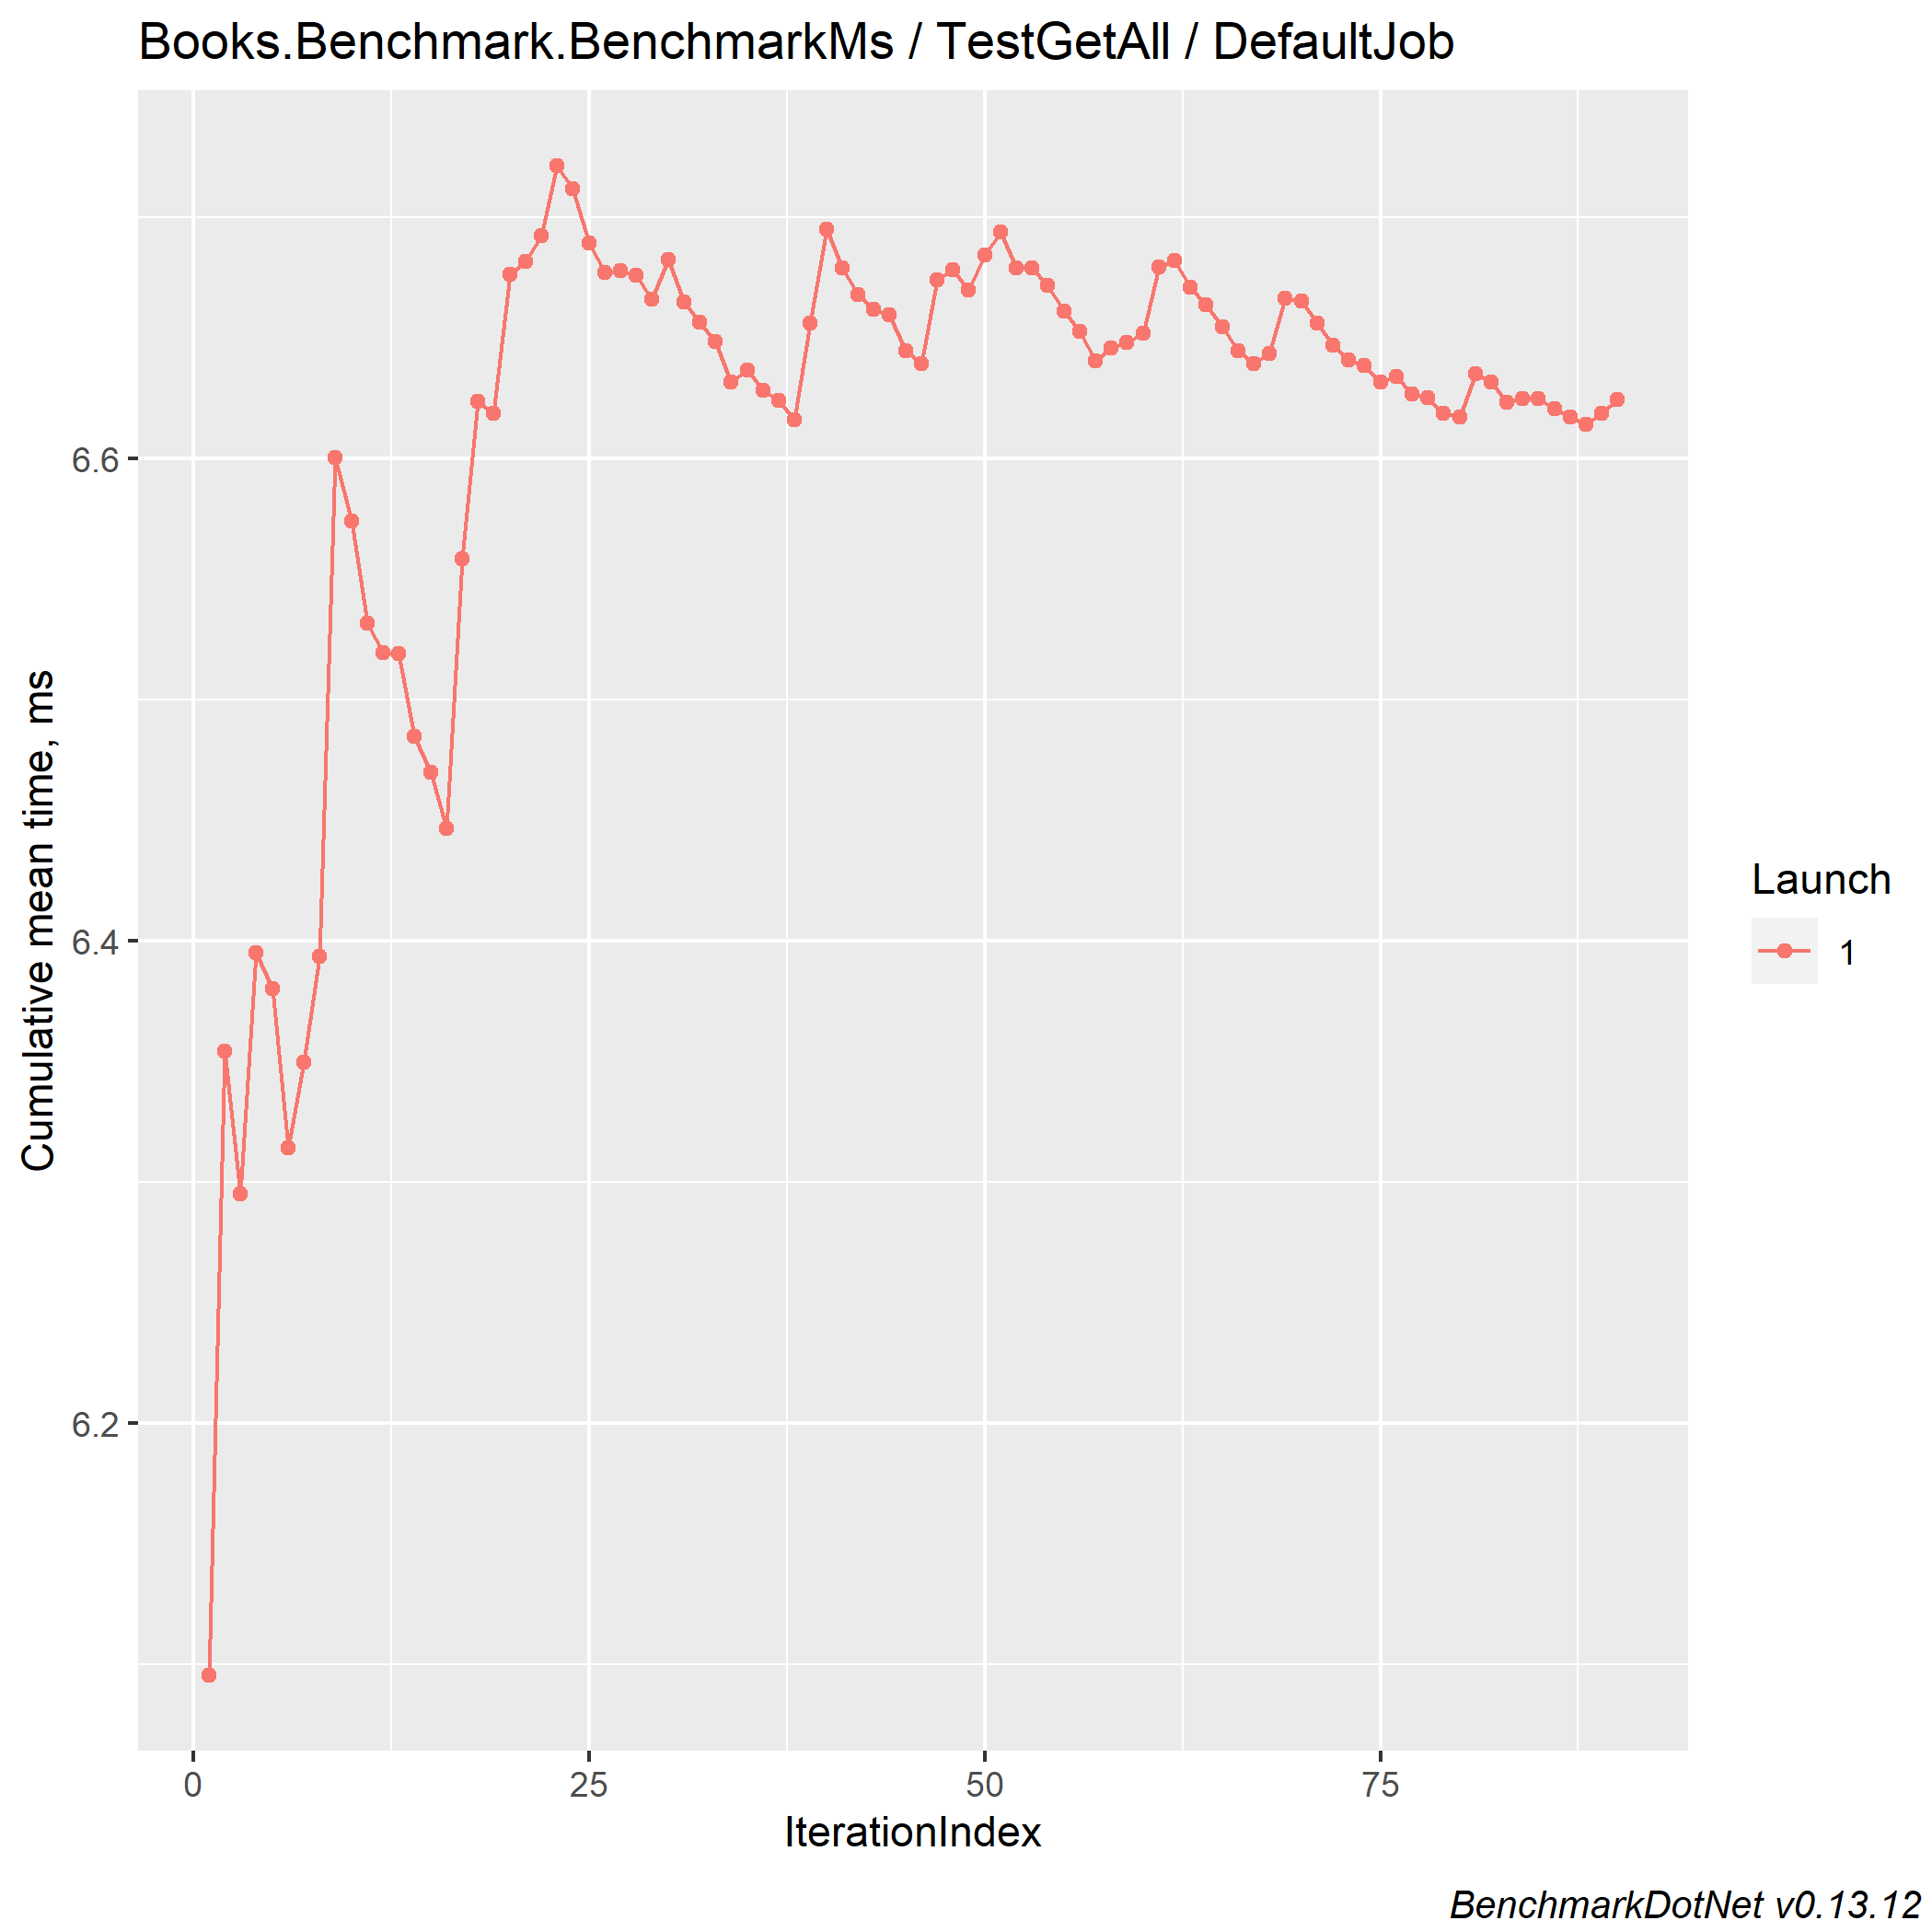 Books.Benchmark.BenchmarkMs / TestGetAll / DefaultJob
Cumulative mean time, ms
6.6
6.4
6.2
0
25
50
75
IterationIndex
Launch
1
BenchmarkDotNet v0.13.12